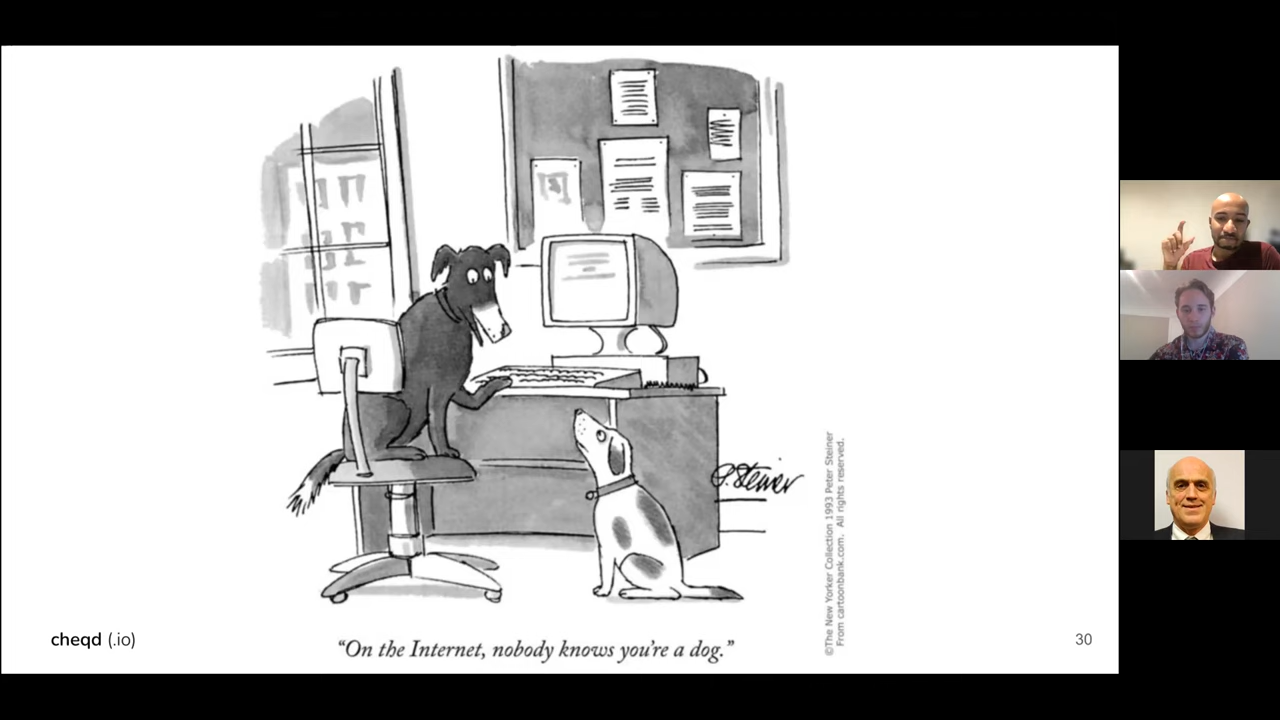 P. Steiner
©The New Yorker Collection 1993 Peter Steiner
From cartoonbank.com. All rights reserved.
“On the Internet, nobody knows you’re a dog.”
cheqd (.io)
30